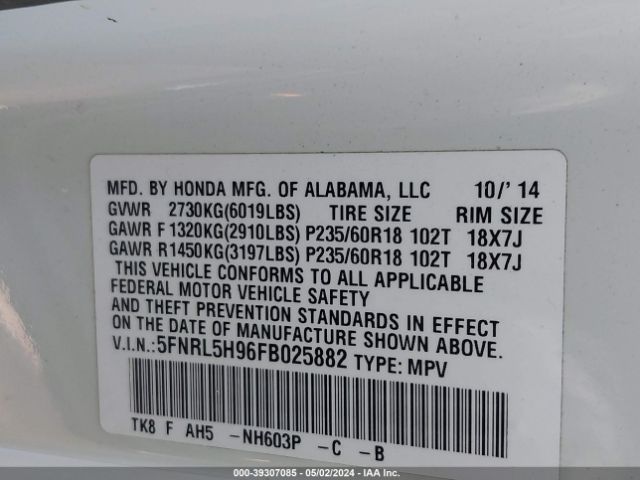 MFD. BY HONDA MFG. OF ALABAMA, LLC 10/' 14
GVWR 2730KG(6019LBS) TIRE SIZE RIM SIZE
GAWR F 1320KG(2910LBS) P235/60R18 102T 18X7J
GAWR R1450KG(3197LBS) P235/60R18 102T 18X7J
THIS VEHICLE CONFORMS TO ALL APPLICABLE
FEDERAL MOTOR VEHICLE SAFETY
AND THEFT PREVENTION STANDARDS IN EFFECT
ON THE DATE OF MANUFACTURE SHOWN ABOVE.
V.I.N.:5FNRL5H96FB025882 TYPE: MPV
TK8 F AH5 -NH603P -C -B
000-39307085 - 05/02/2024 - IAA Inc.